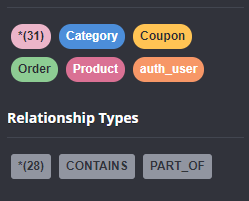 *(31) Category Coupon
Order Product auth_user
Relationship Types
*(28) CONTAINS PART_OF